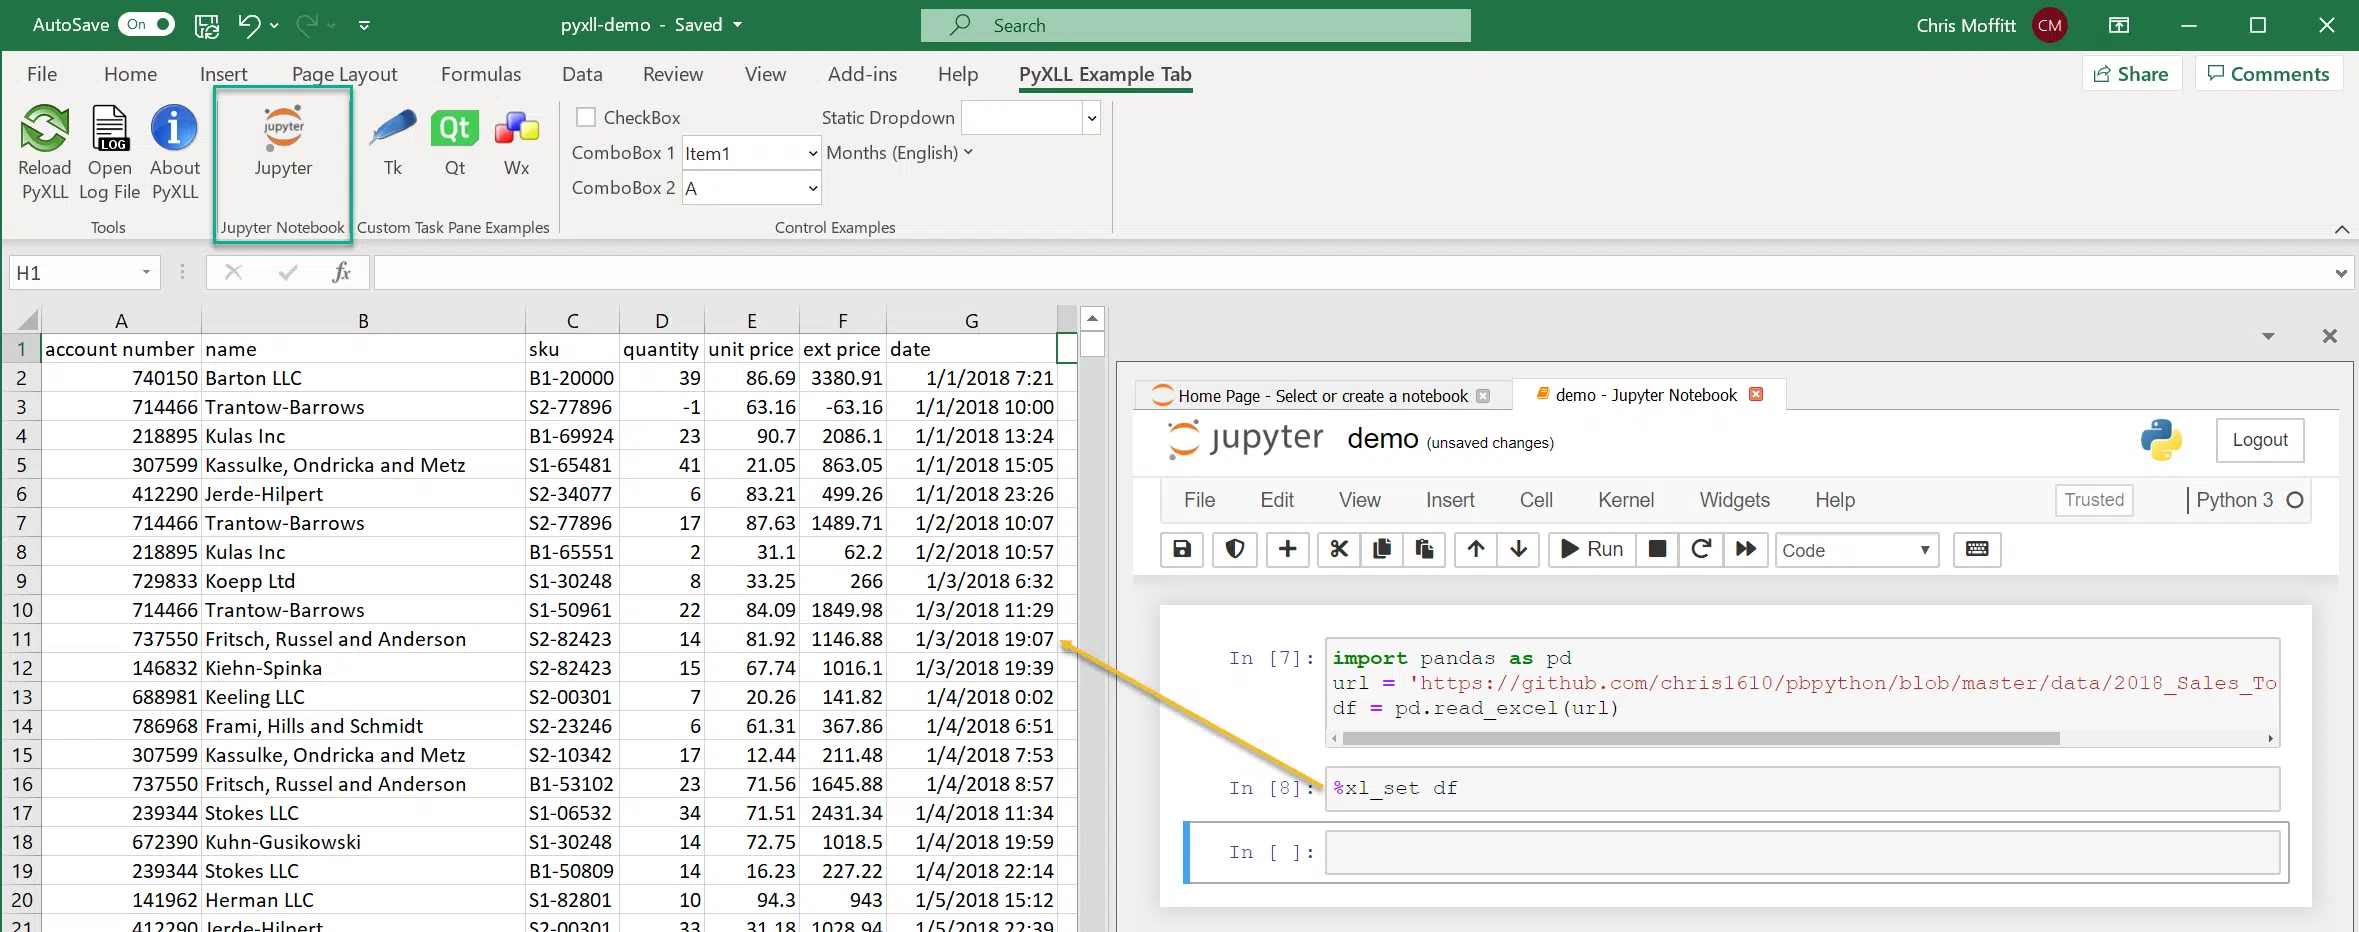 AutoSave On pyxll-demo - Saved Search Chris Moffitt CM
File Home Insert Page Layout Formulas Data Review View Add-ins Help PyXLL Example Tab Share Comments
Reload PyXLL
LOG
Open Log File
About PyXLL
Tools
jupyter
Jupyter
Jupyter Notebook
Tk
Qt
Qt
Wx
Custom Task Pane Examples
CheckBox
Static Dropdown
ComboBox 1 Item1
Months (English)
ComboBox 2 A
Control Examples
H1 fx
A B C D E F G
1 account number name sku quantity unit price ext price date
2 740150 Barton LLC B1-20000 39 86.69 3380.91 1/1/2018 7:21
3 714466 Trantow-Barrows S2-77896 -1 63.16 -63.16 1/1/2018 10:00
4 218895 Kulas Inc B1-69924 23 90.7 2086.1 1/1/2018 13:24
5 307599 Kassulke, Ondricka and Metz S1-65481 41 21.05 863.05 1/1/2018 15:05
6 412290 Jerde-Hilpert S2-34077 6 83.21 499.26 1/1/2018 23:26
7 714466 Trantow-Barrows S2-77896 17 87.63 1489.71 1/2/2018 10:07
8 218895 Kulas Inc B1-65551 2 31.1 62.2 1/2/2018 10:57
9 729833 Koepp Ltd S1-30248 8 33.25 266 1/3/2018 6:32
10 714466 Trantow-Barrows S1-50961 22 84.09 1849.98 1/3/2018 11:29
11 737550 Fritsch, Russel and Anderson S2-82423 14 81.92 1146.88 1/3/2018 19:07
12 146832 Kiehn-Spinka S2-82423 15 67.74 1016.1 1/3/2018 19:39
13 688981 Keeling LLC S2-00301 7 20.26 141.82 1/4/2018 0:02
14 786968 Frami, Hills and Schmidt S2-23246 6 61.31 367.86 1/4/2018 6:51
15 307599 Kassulke, Ondricka and Metz S2-10342 17 12.44 211.48 1/4/2018 7:53
16 737550 Fritsch, Russel and Anderson B1-53102 23 71.56 1645.88 1/4/2018 8:57
17 239344 Stokes LLC S1-06532 34 71.51 2431.34 1/4/2018 11:34
18 672390 Kuhn-Gusikowski S1-30248 14 72.75 1018.5 1/4/2018 19:59
19 239344 Stokes LLC B1-50809 14 16.23 227.22 1/4/2018 22:14
20 141962 Herman LLC S1-82801 10 94.3 943 1/5/2018 15:12
21 412290 Jerde-Hilpert S2-00301 33 31.18 1028.94 1/5/2018 22:39
Home Page - Select or create a notebook demo - Jupyter Notebook
jupyter demo (unsaved changes) Logout
File Edit View Insert Cell Kernel Widgets Help Trusted Python 3
Run Code
In [7]: import pandas as pd
url = 'https://github.com/chris1610/pbpython/blob/master/data/2018_Sales_To
df = pd.read_excel(url)
In [8]: %xl_set df
In [ ]: